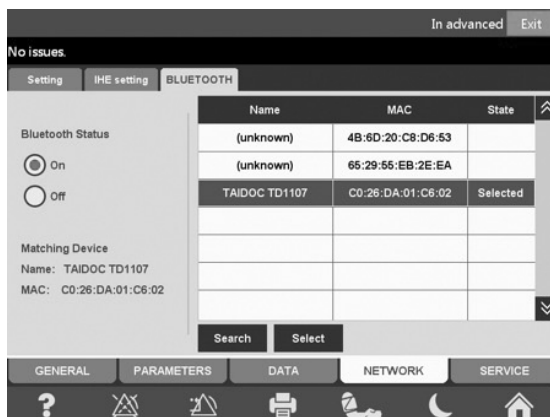 In advanced Exit
No issues.
Setting IHE setting BLUETOOTH
Name MAC State
Bluetooth Status
(unknown) 4B:6D:20:C8:D6:53
On
(unknown) 65:29:55:EB:2E:EA
Off
TAIDOC TD1107 C0:26:DA:01:C6:02 Selected
Matching Device
Name: TAIDOC TD1107
MAC: C0:26:DA:01:C6:02
Search Select
GENERAL PARAMETERS DATA NETWORK SERVICE
?